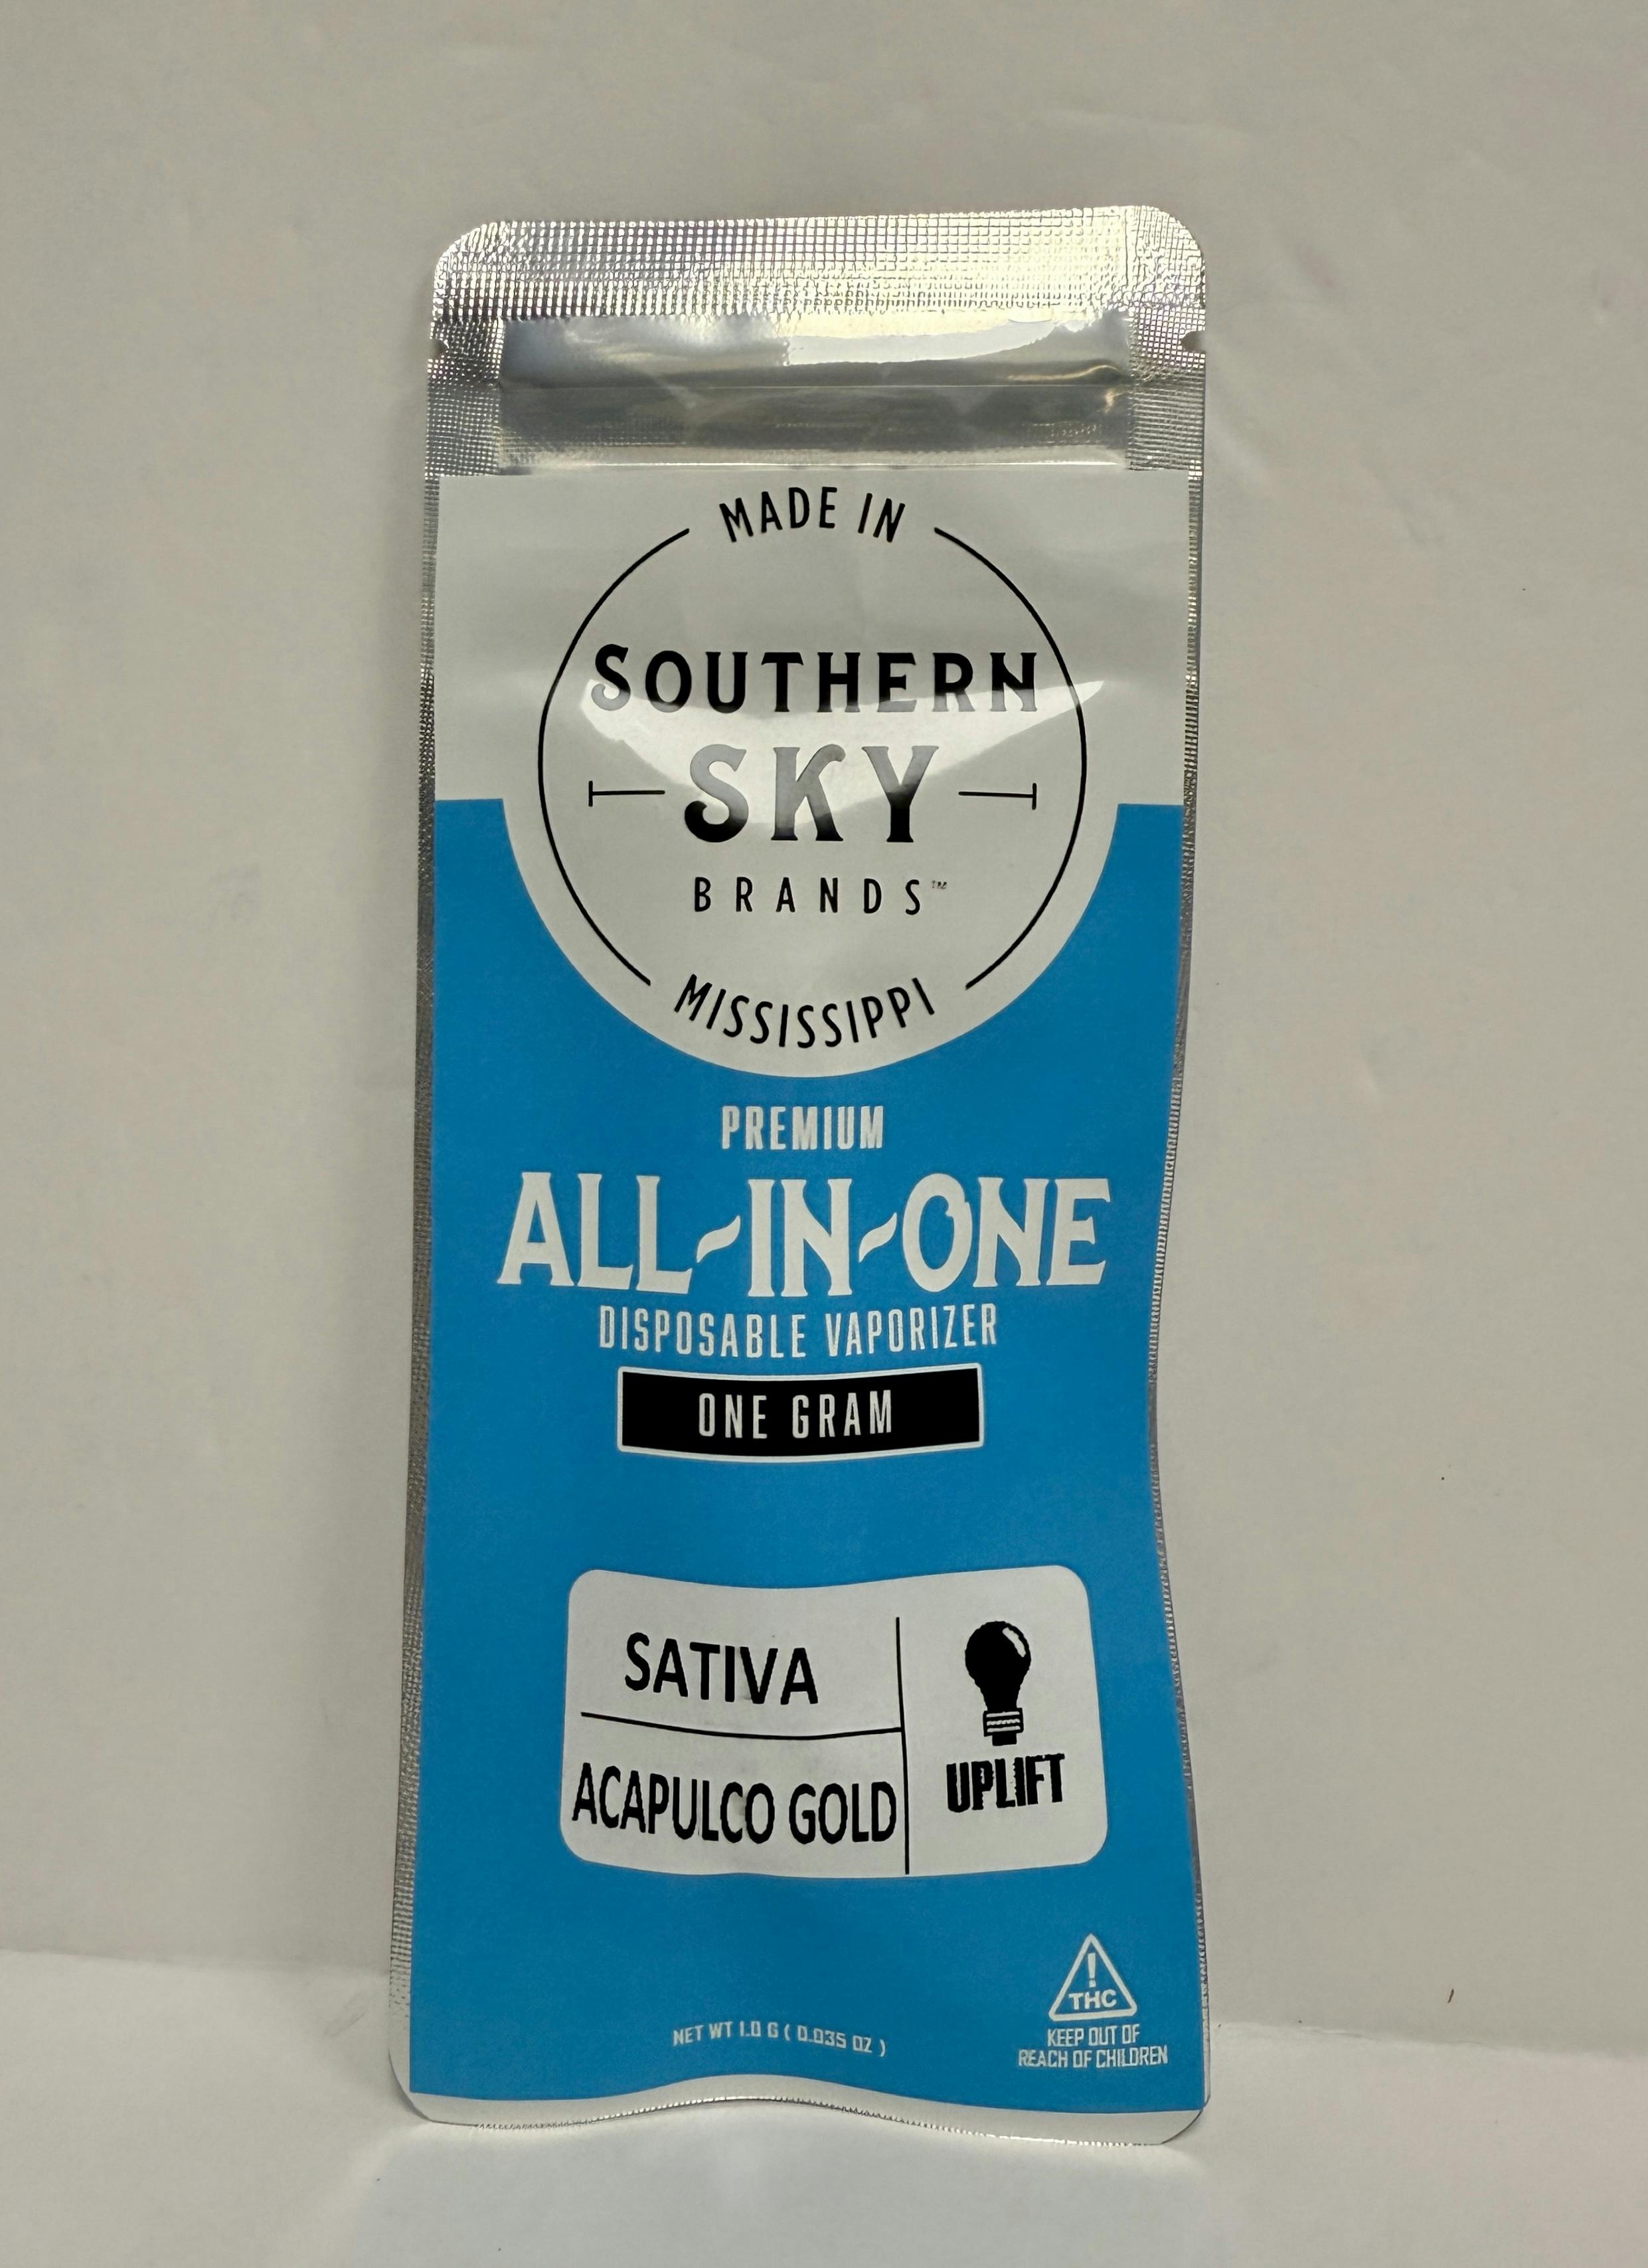 MADE IN
SOUTHERN
SKY
BRANDS™
MISSISSIPPI
PREMIUM
ALL-IN-ONE
DISPOSABLE VAPORIZER
ONE GRAM
SATIVA
ACAPULCO GOLD
UPLIFT
!
THC
KEEP OUT OF
REACH OF CHILDREN
NET WT 1.0 G ( 0.035 OZ )